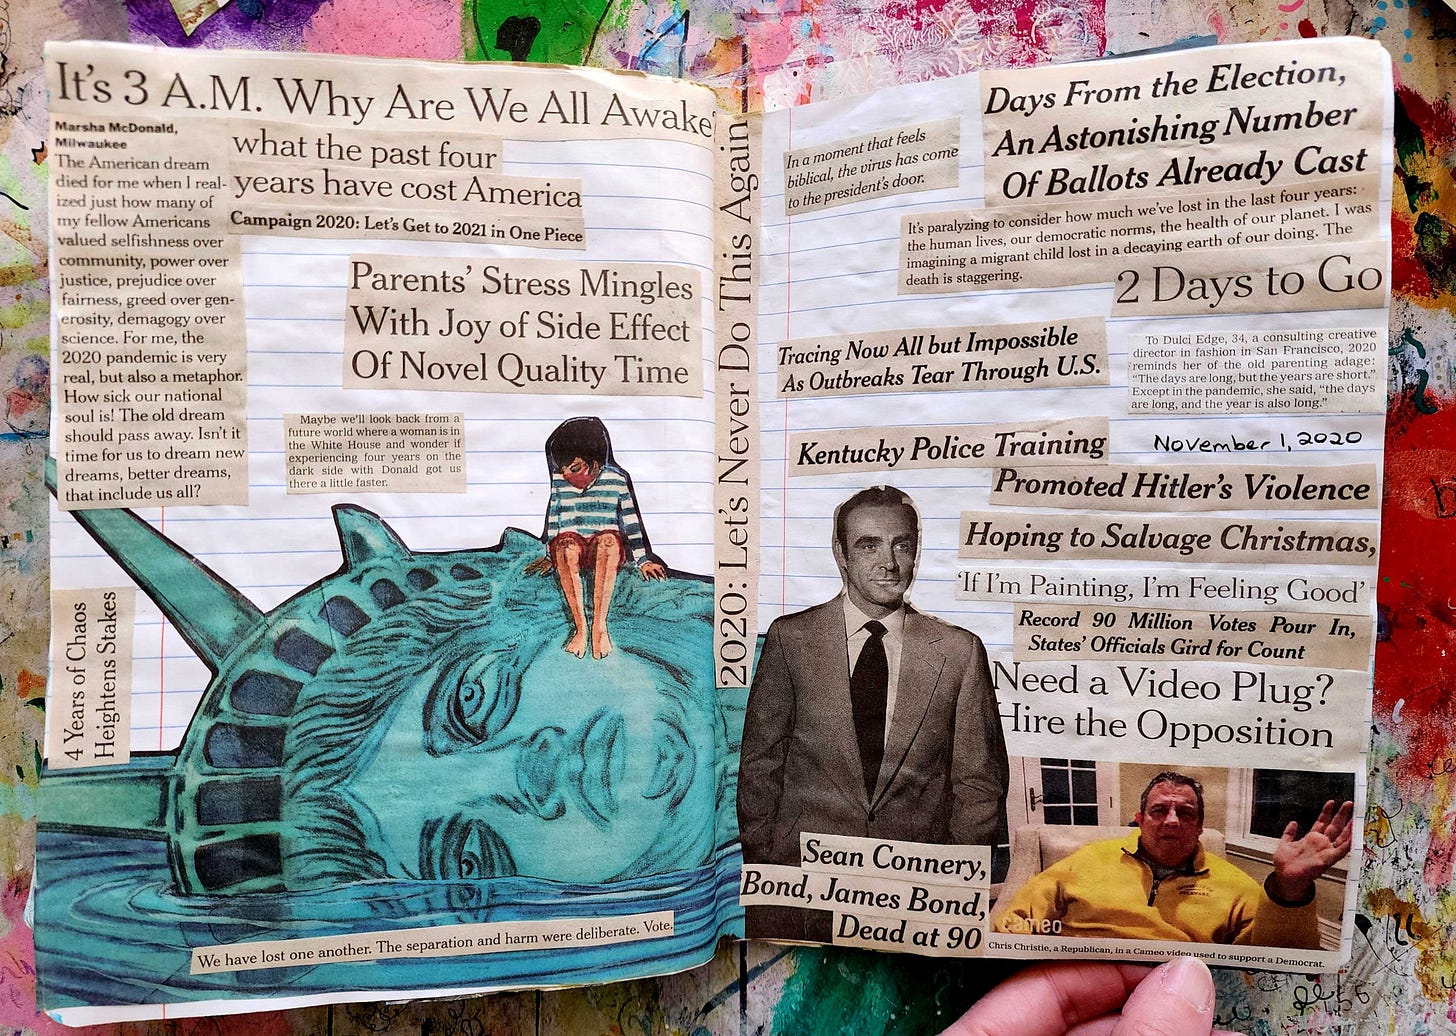 It's 3 A.M. Why Are We All Awake?
Marsha McDonald,
Milwaukee
The American dream
died for me when I real-
ized just how many of
my fellow Americans
valued selfishness over
community, power over
justice, prejudice over
fairness, greed over gen-
erosity, demagogy over
science. For me, the
2020 pandemic is very
real, but also a metaphor.
How sick our national
soul is! The old dream
should pass away. Isn't it
time for us to dream new
dreams, better dreams,
that include us all?
what the past four
years have cost America
Campaign 2020: Let's Get to 2021 in One Piece
Parents' Stress Mingles
With Joy of Side Effect
Of Novel Quality Time
Maybe we'll look back from a
future world where a woman is in
the White House and wonder if
experiencing four years on the
dark side with Donald got us
there a little faster.
4 Years of Chaos
Heightens Stakes
We have lost one another. The separation and harm were deliberate. Vote.
2020: Let's Never Do This Again
In a moment that feels
biblical, the virus has come
to the president's door.
Days From the Election,
An Astonishing Number
Of Ballots Already Cast
It's paralyzing to consider how much we've lost in the last four years:
the human lives, our democratic norms, the health of our planet. I was
imagining a migrant child lost in a decaying earth of our doing. The
death is staggering.
2 Days to Go
Tracing Now All but Impossible
As Outbreaks Tear Through U.S.
To Dulci Edge, 34, a consulting creative
director in fashion in San Francisco, 2020
reminds her of the old parenting adage:
"The days are long, but the years are short."
Except in the pandemic, she said, "the days
are long, and the year is also long."
November 1, 2020
Kentucky Police Training
Promoted Hitler's Violence
Hoping to Salvage Christmas,
'If I'm Painting, I'm Feeling Good'
Record 90 Million Votes Pour In,
States' Officials Gird for Count
Need a Video Plug?
Hire the Opposition
Sean Connery,
Bond, James Bond,
Dead at 90
cameo
Chris Christie, a Republican, in a Cameo video used to support a Democrat.